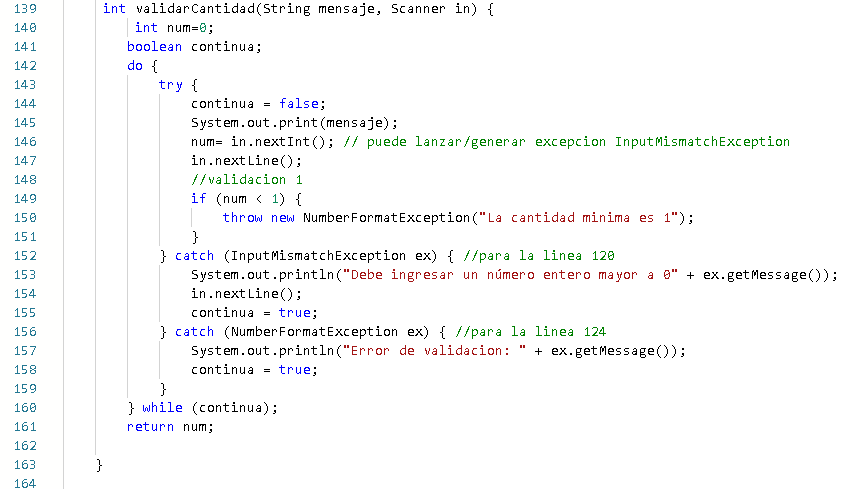 139 int validarCantidad(String mensaje, Scanner in) {
140 int num=0;
141 boolean continua;
142 do {
143 try {
144 continua = false;
145 System.out.print(mensaje);
146 num= in.nextInt(); // puede lanzar/generar excepcion InputMismatchException
147 in.nextLine();
148 //validacion 1
149 if (num < 1) {
150 throw new NumberFormatException("La cantidad minima es 1");
151 }
152 } catch (InputMismatchException ex) { //para la linea 120
153 System.out.println("Debe ingresar un número entero mayor a 0" + ex.getMessage());
154 in.nextLine();
155 continua = true;
156 } catch (NumberFormatException ex) { //para la linea 124
157 System.out.println("Error de validacion: " + ex.getMessage());
158 continua = true;
159 }
160 } while (continua);
161 return num;
162
163 }
164